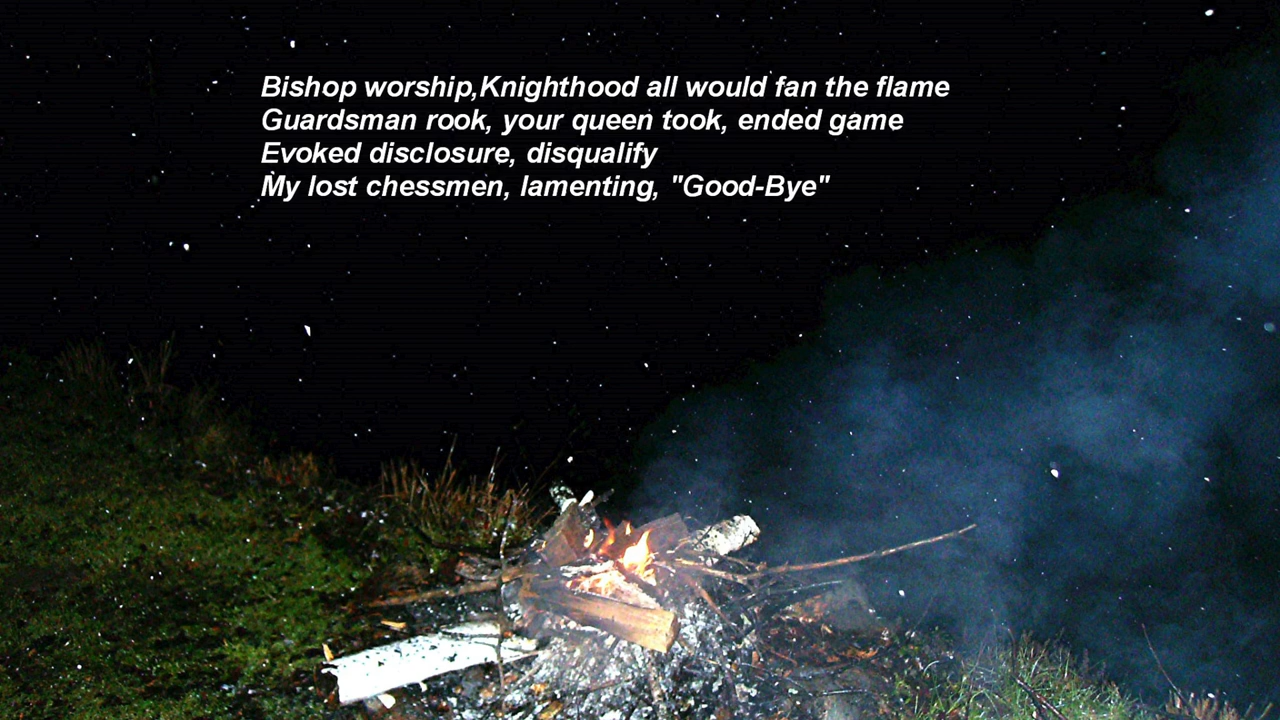 Bishop worship,Knighthood all would fan the flame
Guardsman rook, your queen took, ended game
Evoked disclosure, disqualify
My lost chessmen, lamenting, "Good-Bye"